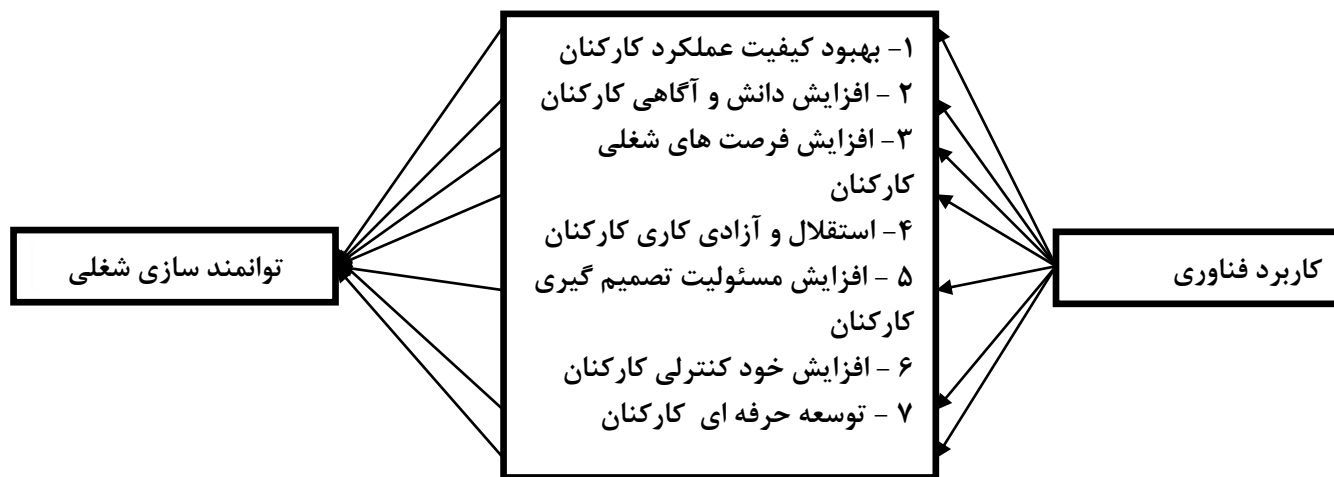 کاربرد فناوری
۱- بهبود کیفیت عملکرد کارکنان
۲ - افزایش دانش و آگاهی کارکنان
۳- افزایش فرصت های شغلی
کارکنان
۴- استقلال و آزادی کاری کارکنان
۵ - افزایش مسئولیت تصمیم گیری
کارکنان
۶ - افزایش خود کنترلی کارکنان
۷ - توسعه حرفه ای کارکنان
توانمند سازی شغلی